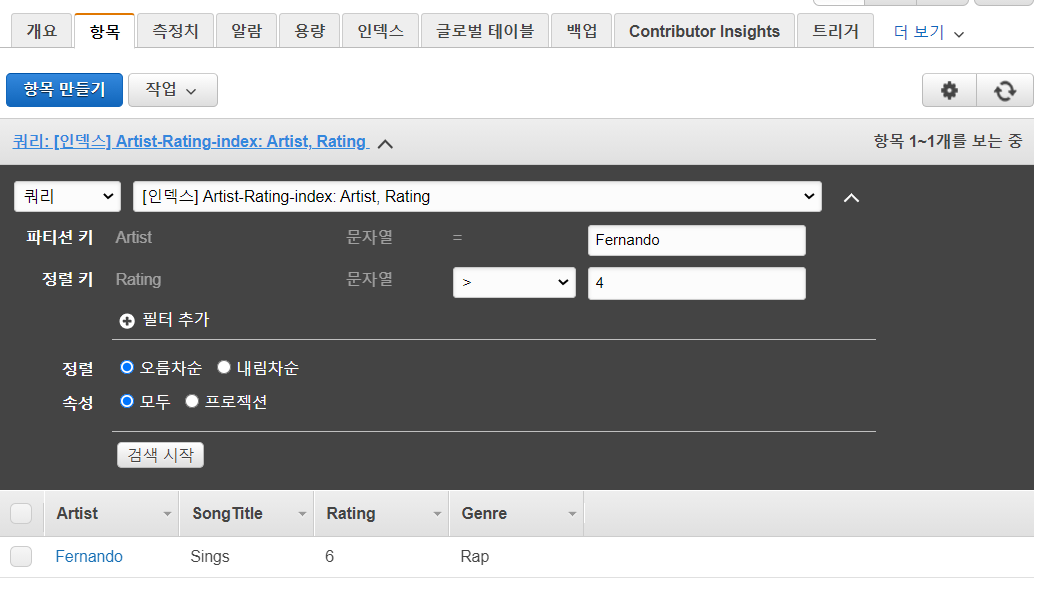 개요 항목 측정치 알람 용량 인덱스 글로벌 테이블 백업 Contributor Insights 트리거 더 보기
항목 만들기 작업
쿼리: [인덱스] Artist-Rating-index: Artist, Rating 항목 1~1개를 보는 중
쿼리 [인덱스] Artist-Rating-index: Artist, Rating
파티션 키 Artist 문자열 = Fernando
정렬 키 Rating 문자열 > 4
필터 추가
정렬 오름차순 내림차순
속성 모두 프로젝션
검색 시작
Artist SongTitle Rating Genre
Fernando Sings 6 Rap